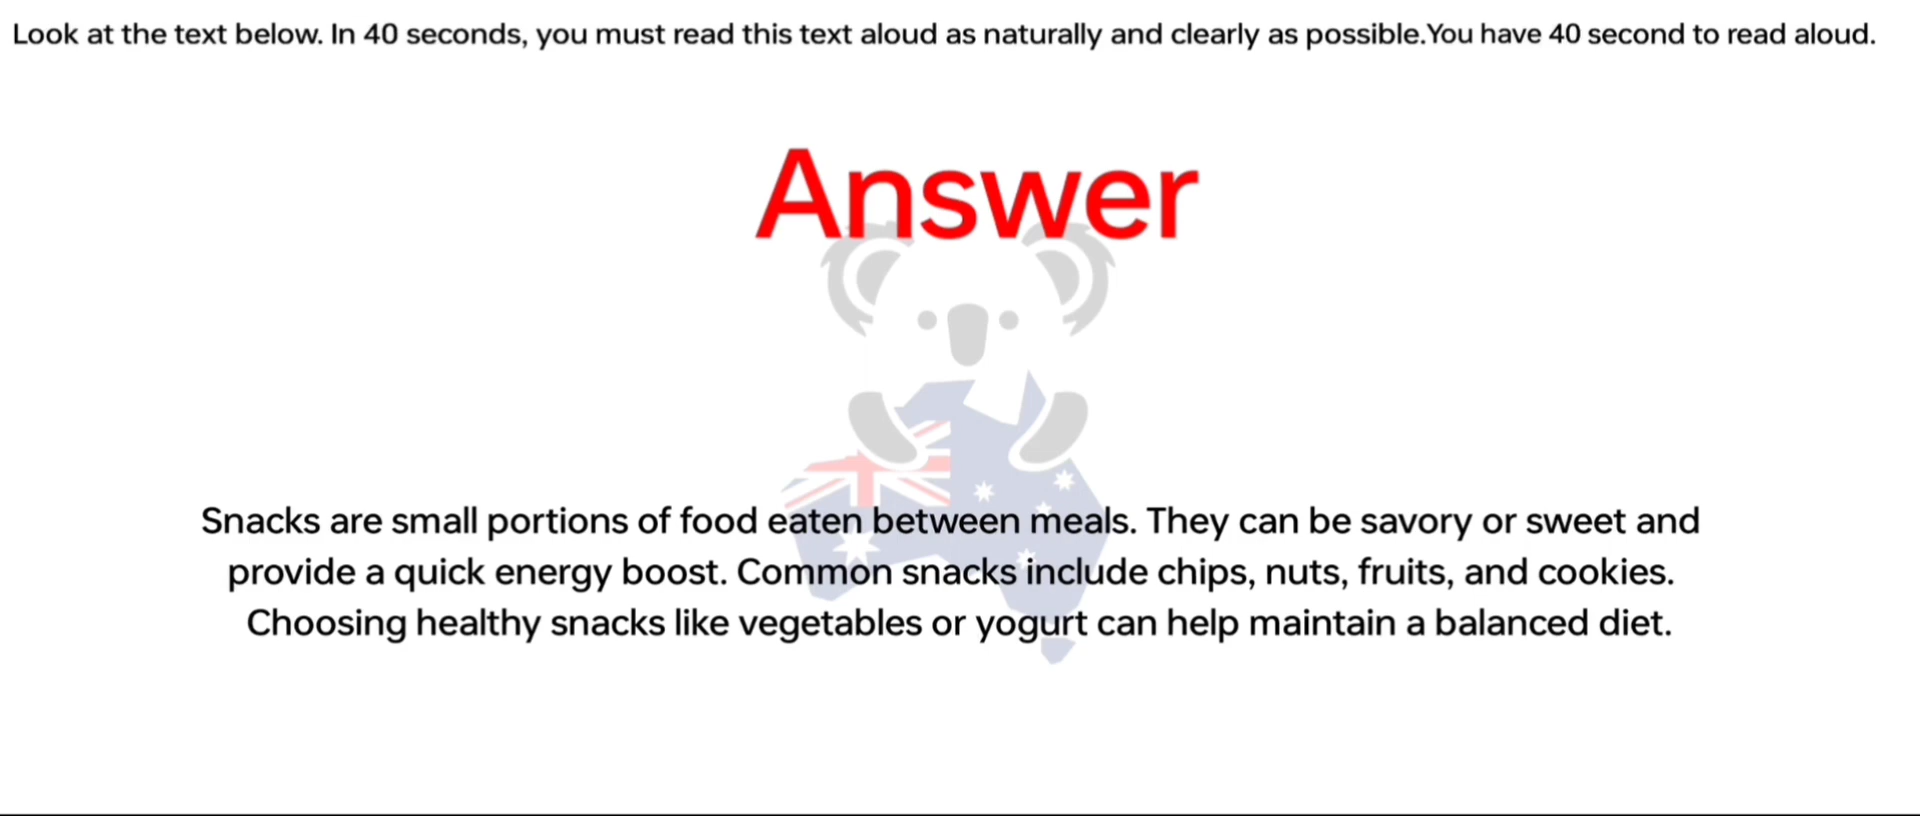 Look at the text below. In 40 seconds, you must read this text aloud as naturally and clearly as possible.You have 40 second to read aloud.
Answer
Snacks are small portions of food eaten between meals. They can be savory or sweet and
provide a quick energy boost. Common snacks include chips, nuts, fruits, and cookies.
Choosing healthy snacks like vegetables or yogurt can help maintain a balanced diet.